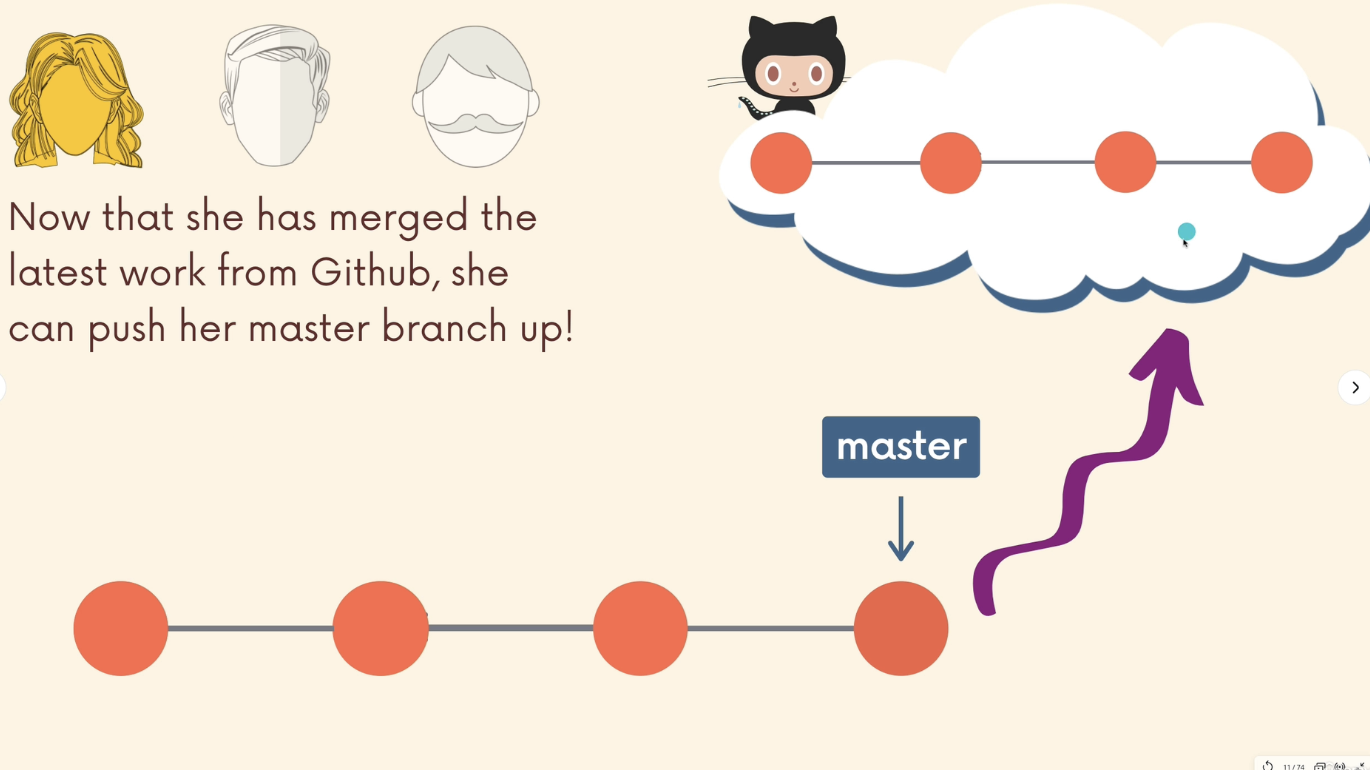 Now that she has merged the
latest work from Github, she
can push her master branch up!
master
11/74